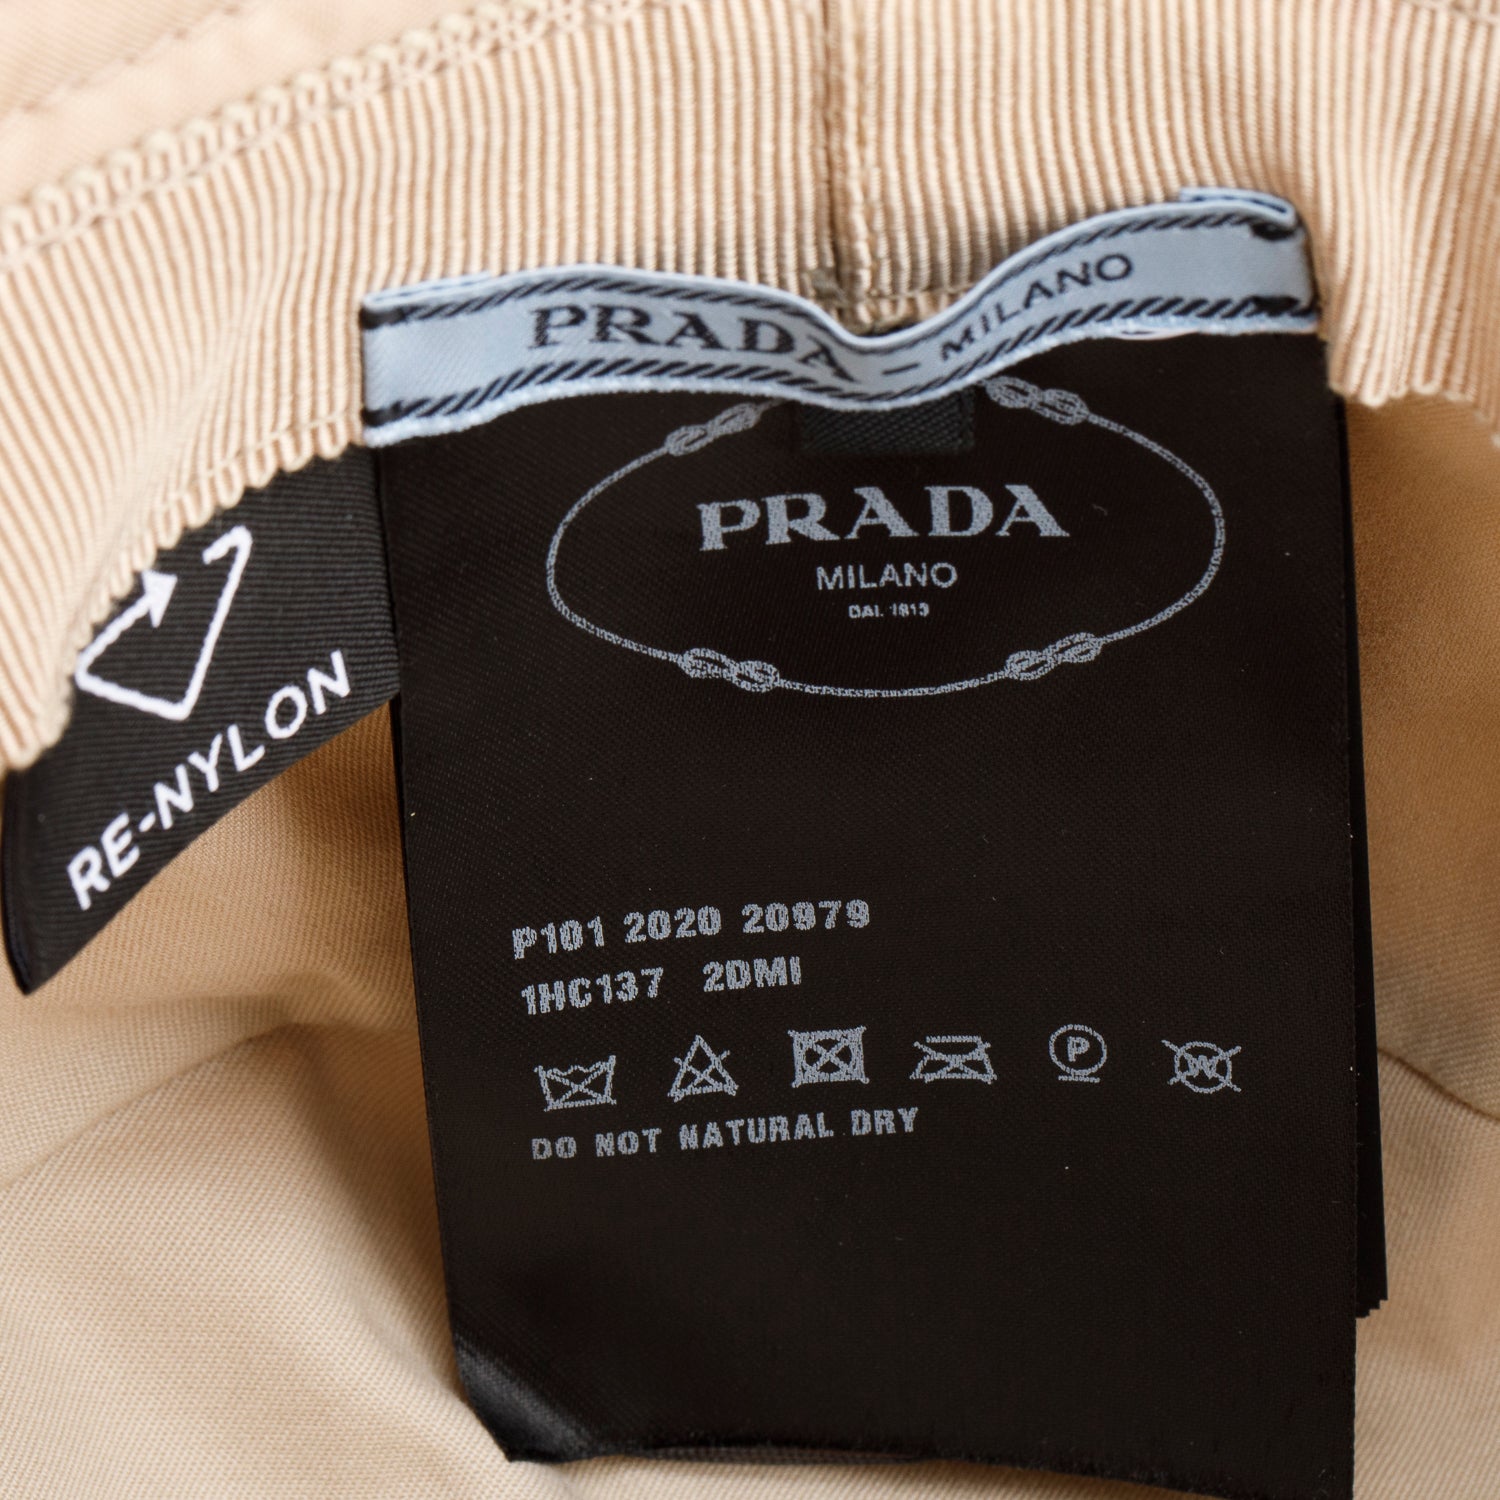 PRADA - MILANO
PRADA
MILANO
DAL 1913
RE-NYLON
P101 2020 20979
1HC137 2DMI
P W
DO NOT NATURAL DRY